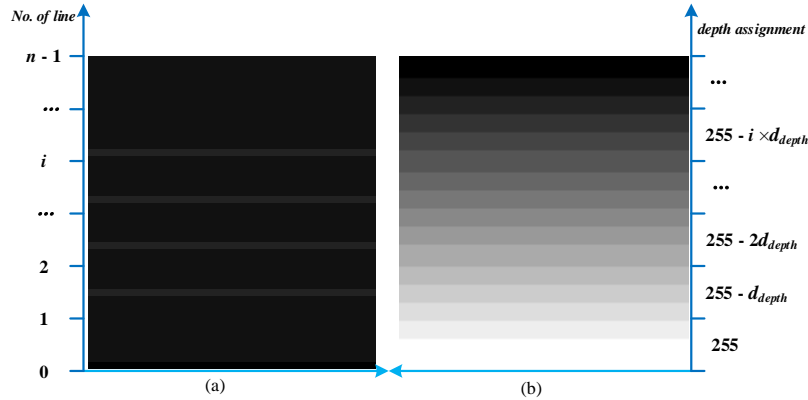 No. of line
n - 1
...
i
...
2
1
0
(a)
depth assignment
...
255 - i ×d_depth
...
255 - 2d_depth
255 - d_depth
255
(b)